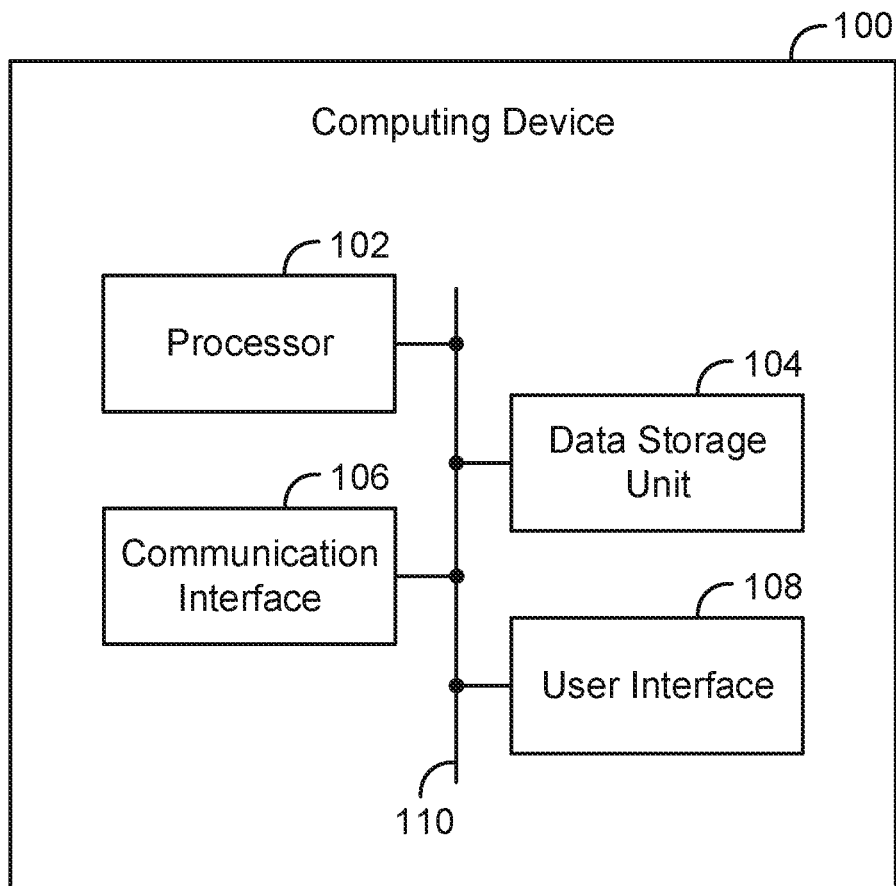 100
Computing Device
102
Processor
104
Data Storage
Unit
106
Communication
Interface
108
User Interface
110